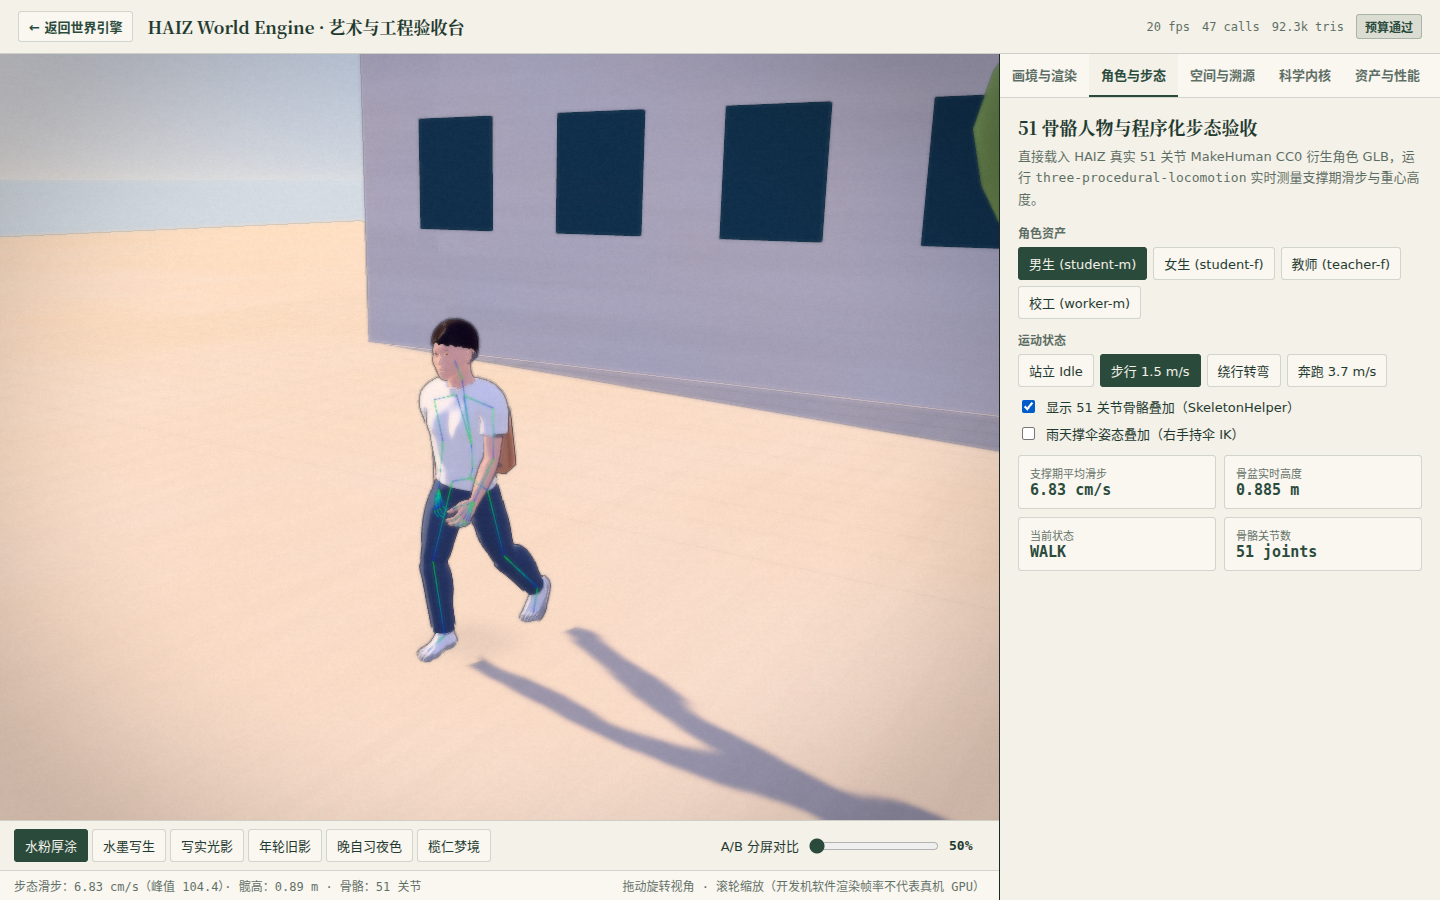 ← 返回世界引擎
HAIZ World Engine · 艺术与工程验收台
20 fps 47 calls 92.3k tris 预算通过
画境与渲染 角色与步态 空间与溯源 科学内核 资产与性能
51 骨骼人物与程序化步态验收
直接载入 HAIZ 真实 51 关节 MakeHuman CC0 衍生角色 GLB，运
行 three-procedural-locomotion 实时测量支撑期滑步与重心高
度。
角色资产
男生 (student-m) 女生 (student-f) 教师 (teacher-f)
校工 (worker-m)
运动状态
站立 Idle 步行 1.5 m/s 绕行转弯 奔跑 3.7 m/s
显示 51 关节骨骼叠加（SkeletonHelper）
雨天撑伞姿态叠加（右手持伞 IK）
支撑期平均滑步
6.83 cm/s
骨盆实时高度
0.885 m
当前状态
WALK
骨骼关节数
51 joints
水粉厚涂 水墨写生 写实光影 年轮旧影 晚自习夜色 榄仁梦境
A/B 分屏对比 50%
步态滑步：6.83 cm/s（峰值 104.4）· 髋高：0.89 m · 骨骼：51 关节
拖动旋转视角 · 滚轮缩放（开发机软件渲染帧率不代表真机 GPU）